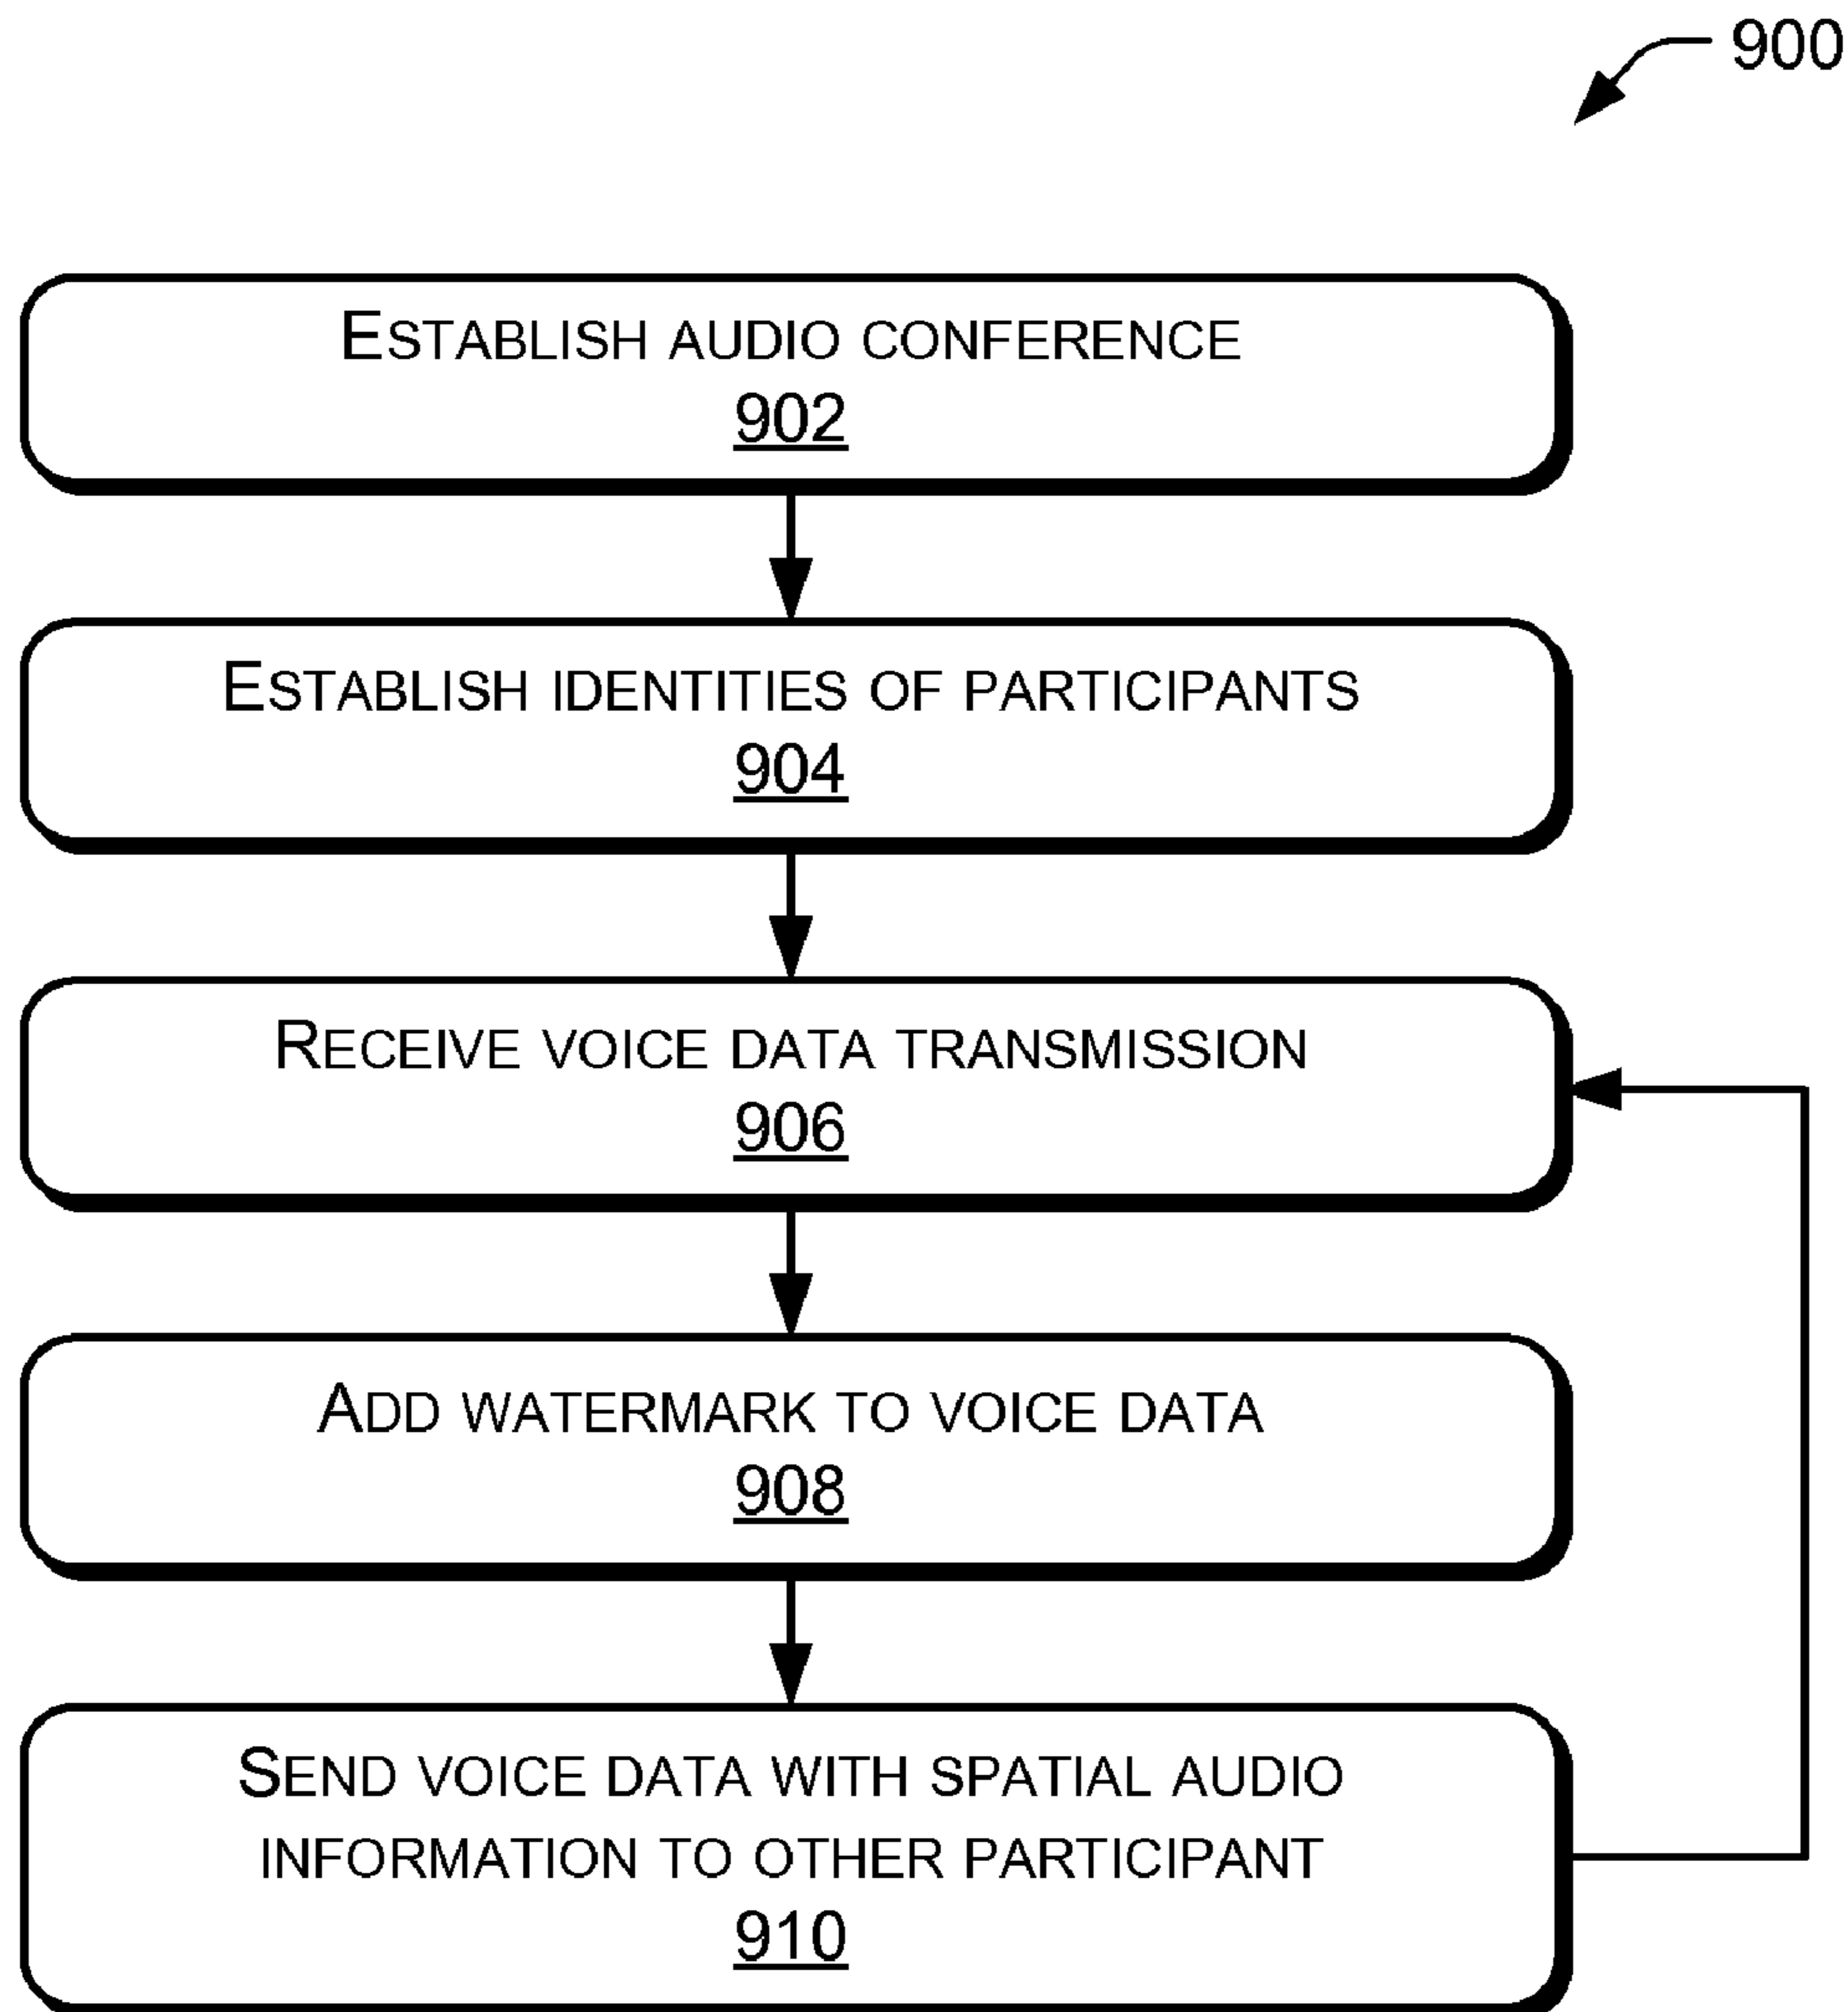 900
ESTABLISH AUDIO CONFERENCE
902
ESTABLISH IDENTITIES OF PARTICIPANTS
904
RECEIVE VOICE DATA TRANSMISSION
906
ADD WATERMARK TO VOICE DATA
908
SEND VOICE DATA WITH SPATIAL AUDIO
INFORMATION TO OTHER PARTICIPANT
910